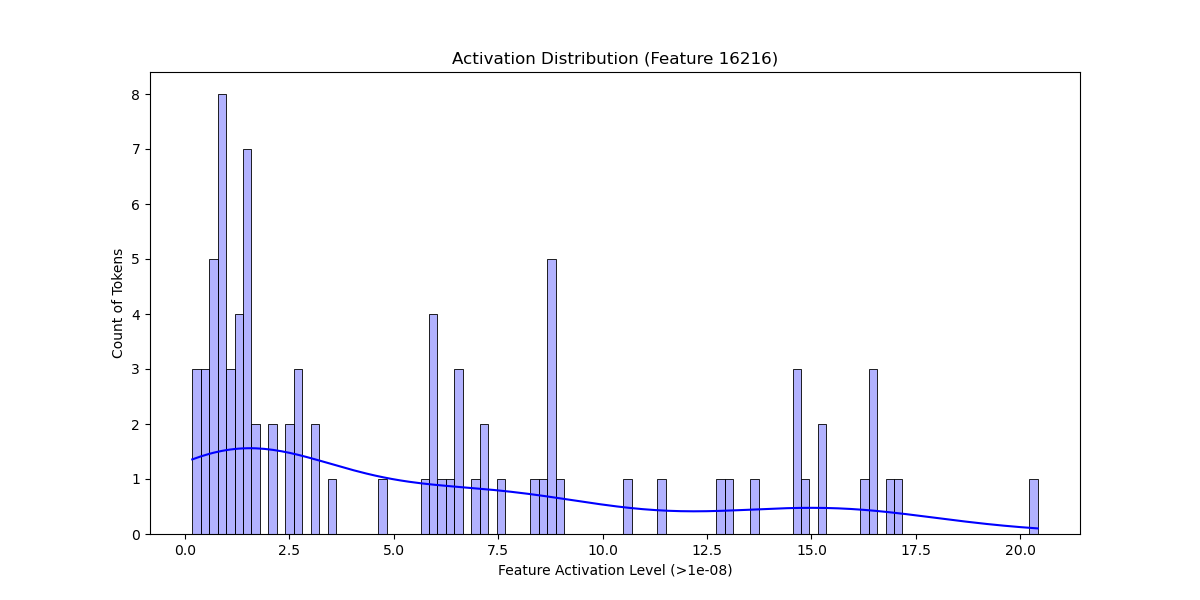 Activation Distribution (Feature 16216)
8
7
6
5
4
3
2
1
0
Count of Tokens
0.0 2.5 5.0 7.5 10.0 12.5 15.0 17.5 20.0
Feature Activation Level (>1e-08)